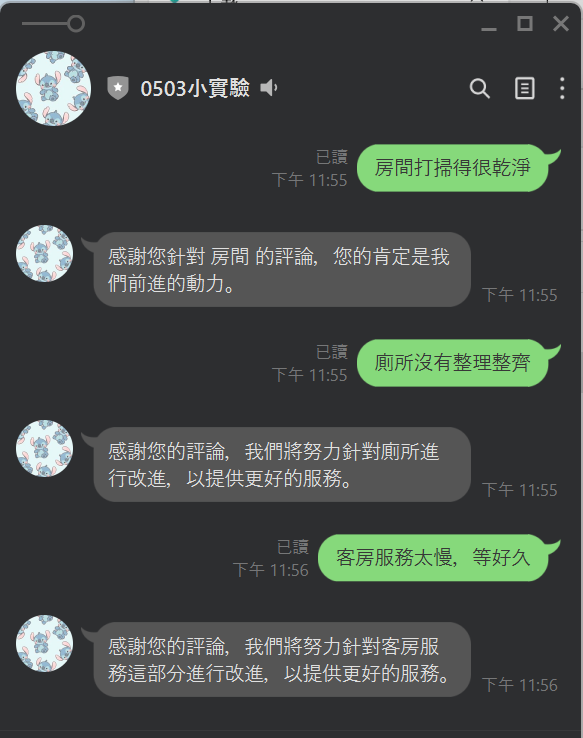 0503小實驗
已讀
下午 11:55
房間打掃得很乾淨
感謝您針對 房間 的評論，您的肯定是我
們前進的動力。
下午 11:55
已讀
下午 11:55
廁所沒有整理整齊
感謝您的評論，我們將努力針對廁所進
行改進，以提供更好的服務。
下午 11:55
已讀
下午 11:56
客房服務太慢，等好久
感謝您的評論，我們將努力針對客房服
務這部分進行改進，以提供更好的服務。
下午 11:56